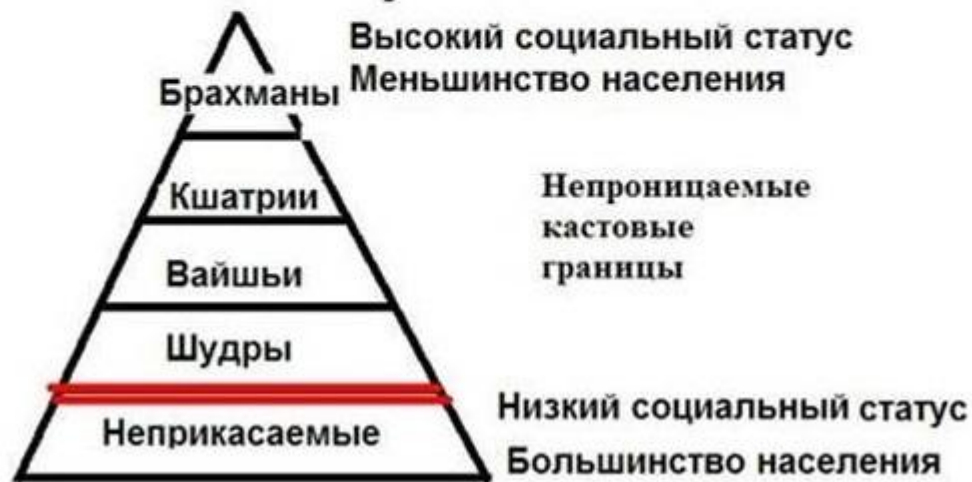 Высокий социальный статус
Меньшинство населения
Брахманы
Кшатрии
Непроницаемые
кастовые
границы
Вайшьи
Шудры
Низкий социальный статус
Неприкасаемые
Большинство населения